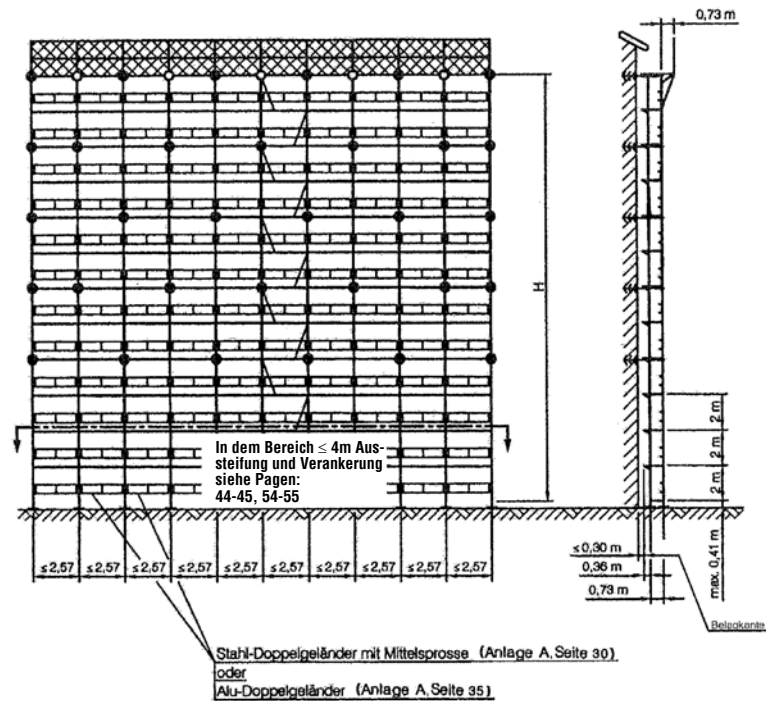 0,73 m
H
In dem Bereich ≤ 4m Aus-
steifung und Verankerung
siehe Pagen:
44-45, 54-55
2 m
2 m
2 m
max. 0,41 m
≤ 0,30 m
0,36 m
0,73 m
Belagkante
≤2,57 ≤2,57 ≤2,57 ≤2,57 ≤2,57 ≤2,57 ≤2,57 ≤2,57 ≤2,57 ≤2,57
Stahl-Doppelgeländer mit Mittelsprosse (Anlage A, Seite 30)
oder
Alu-Doppelgeländer (Anlage A, Seite 35)